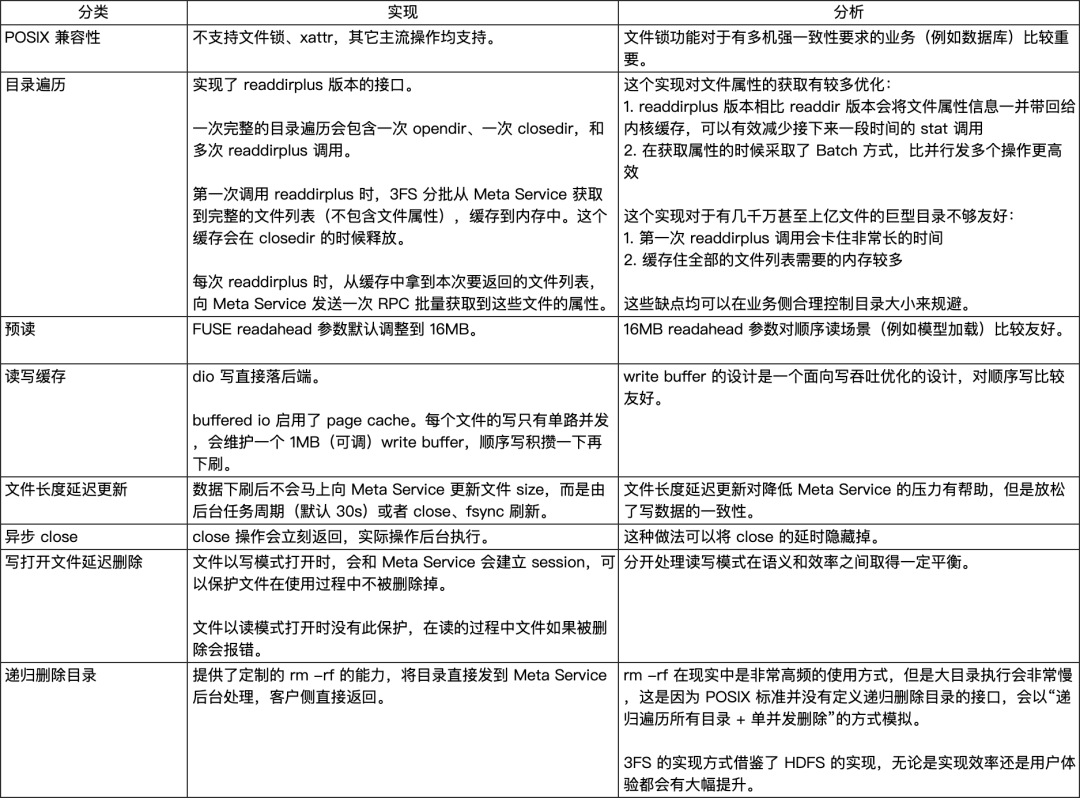 分类
实现
分析
POSIX 兼容性
不支持文件锁、xattr，其它主流操作均支持。
文件锁功能对于有多机强一致性要求的业务（例如数据库）比较重
要。
目录遍历
实现了 readdirplus 版本的接口。
一次完整的目录遍历会包含一次 opendir、一次 closedir，和
多次 readdirplus 调用。
第一次调用 readdirplus 时，3FS 分批从 Meta Service 获取
到完整的文件列表（不包含文件属性），缓存到内存中。这个
缓存会在 closedir 的时候释放。
每次 readdirplus 时，从缓存中拿到本次要返回的文件列表，
向 Meta Service 发送一次 RPC 批量获取到这些文件的属性。
这个实现对文件属性的获取有较多优化：
1. readdirplus 版本相比 readdir 版本会将文件属性信息一并带回给
内核缓存，可以有效减少接下来一段时间的 stat 调用
2. 在获取属性的时候采取了 Batch 方式，比并行发多个操作更高
效
这个实现对于有几千万甚至上亿文件的巨型目录不够友好：
1. 第一次 readdirplus 调用会卡住非常长的时间
2. 缓存住全部的文件列表需要的内存较多
这些缺点均可以在业务侧合理控制目录大小来规避。
预读
FUSE readahead 参数默认调整到 16MB。
16MB readahead 参数对顺序读场景（例如模型加载）比较友好。
读写缓存
dio 写直接落后端。
buffered io 启用了 page cache。每个文件的写只有单路并发
，会维护一个 1MB（可调）write buffer，顺序写积攒一下再
下刷。
write buffer 的设计是一个面向写吞吐优化的设计，对顺序写比较
友好。
文件长度延迟更新
数据下刷后不会马上向 Meta Service 更新文件 size，而是由
后台任务周期（默认 30s）或者 close、fsync 刷新。
文件长度延迟更新对降低 Meta Service 的压力有帮助，但是放松
了写数据的一致性。
异步 close
close 操作会立刻返回，实际操作后台执行。
这种做法可以将 close 的延时隐藏掉。
写打开文件延迟删除
文件以写模式打开时，会和 Meta Service 会建立 session，可
以保护文件在使用过程中不被删除掉。
文件以读模式打开时没有此保护，在读的过程中文件如果被删
除会报错。
分开处理读写模式在语义和效率之间取得一定平衡。
递归删除目录
提供了定制的 rm –rf 的能力，将目录直接发到 Meta Service
后台处理，客户侧直接返回。
rm –rf 在现实中是非常高频的使用方式，但是大目录执行会非常慢
，这是因为 POSIX 标准并没有定义递归删除目录的接口，会以“递
归遍历所有目录 + 单并发删除”的方式模拟。
3FS 的实现方式借鉴了 HDFS 的实现，无论是实现效率还是用户体
验都会有大幅提升。